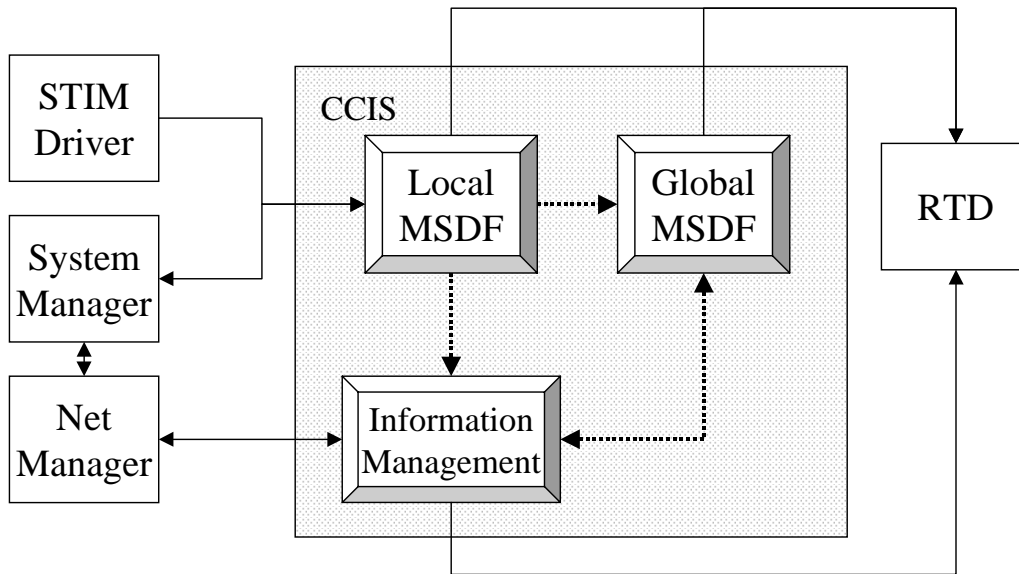 STIM
Driver
System
Manager
Net
Manager
CCIS
Local
MSDF
Global
MSDF
Information
Management
RTD